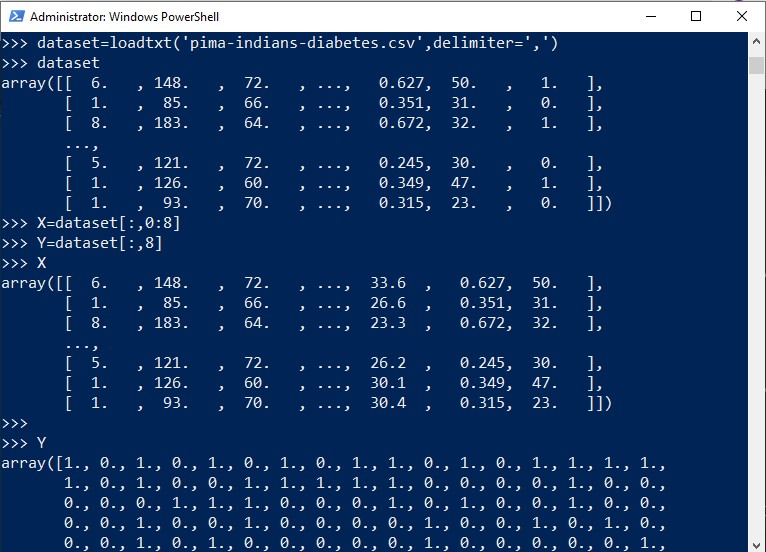 Administrator: Windows PowerShell
>>> dataset=loadtxt('pima-indians-diabetes.csv',delimiter=',')
>>> dataset
array([[  6.   , 148.   ,  72.   , ...,   0.627,  50.   ,   1.   ],
       [  1.   ,  85.   ,  66.   , ...,   0.351,  31.   ,   0.   ],
       [  8.   , 183.   ,  64.   , ...,   0.672,  32.   ,   1.   ],
       ...,
       [  5.   , 121.   ,  72.   , ...,   0.245,  30.   ,   0.   ],
       [  1.   , 126.   ,  60.   , ...,   0.349,  47.   ,   1.   ],
       [  1.   ,  93.   ,  70.   , ...,   0.315,  23.   ,   0.   ]])
>>> X=dataset[:,0:8]
>>> Y=dataset[:,8]
>>> X
array([[  6.   , 148.   ,  72.   , ...,  33.6  ,   0.627,  50.   ],
       [  1.   ,  85.   ,  66.   , ...,  26.6  ,   0.351,  31.   ],
       [  8.   , 183.   ,  64.   , ...,  23.3  ,   0.672,  32.   ],
       ...,
       [  5.   , 121.   ,  72.   , ...,  26.2  ,   0.245,  30.   ],
       [  1.   , 126.   ,  60.   , ...,  30.1  ,   0.349,  47.   ],
       [  1.   ,  93.   ,  70.   , ...,  30.4  ,   0.315,  23.   ]])
>>>
>>> Y
array([1., 0., 1., 0., 1., 0., 1., 0., 1., 1., 0., 1., 0., 1., 1., 1., 1.,
       1., 0., 1., 0., 0., 1., 1., 1., 1., 1., 0., 0., 0., 0., 1., 0., 0.,
       0., 0., 0., 1., 1., 1., 0., 0., 0., 1., 0., 1., 0., 0., 1., 0., 0.,
       0., 0., 1., 0., 0., 1., 0., 0., 0., 0., 1., 0., 0., 1., 0., 1., 0.,
       0., 0., 1., 0., 1., 0., 0., 0., 0., 0., 1., 0., 0., 0., 0., 0., 1.,